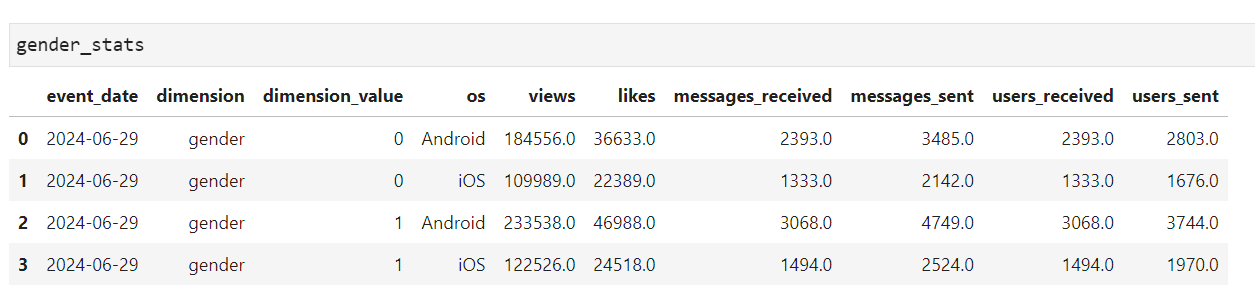 gender_stats
event_date dimension dimension_value os views likes messages_received messages_sent users_received users_sent
0 2024-06-29 gender 0 Android 184556.0 36633.0 2393.0 3485.0 2393.0 2803.0
1 2024-06-29 gender 0 iOS 109989.0 22389.0 1333.0 2142.0 1333.0 1676.0
2 2024-06-29 gender 1 Android 233538.0 46988.0 3068.0 4749.0 3068.0 3744.0
3 2024-06-29 gender 1 iOS 122526.0 24518.0 1494.0 2524.0 1494.0 1970.0